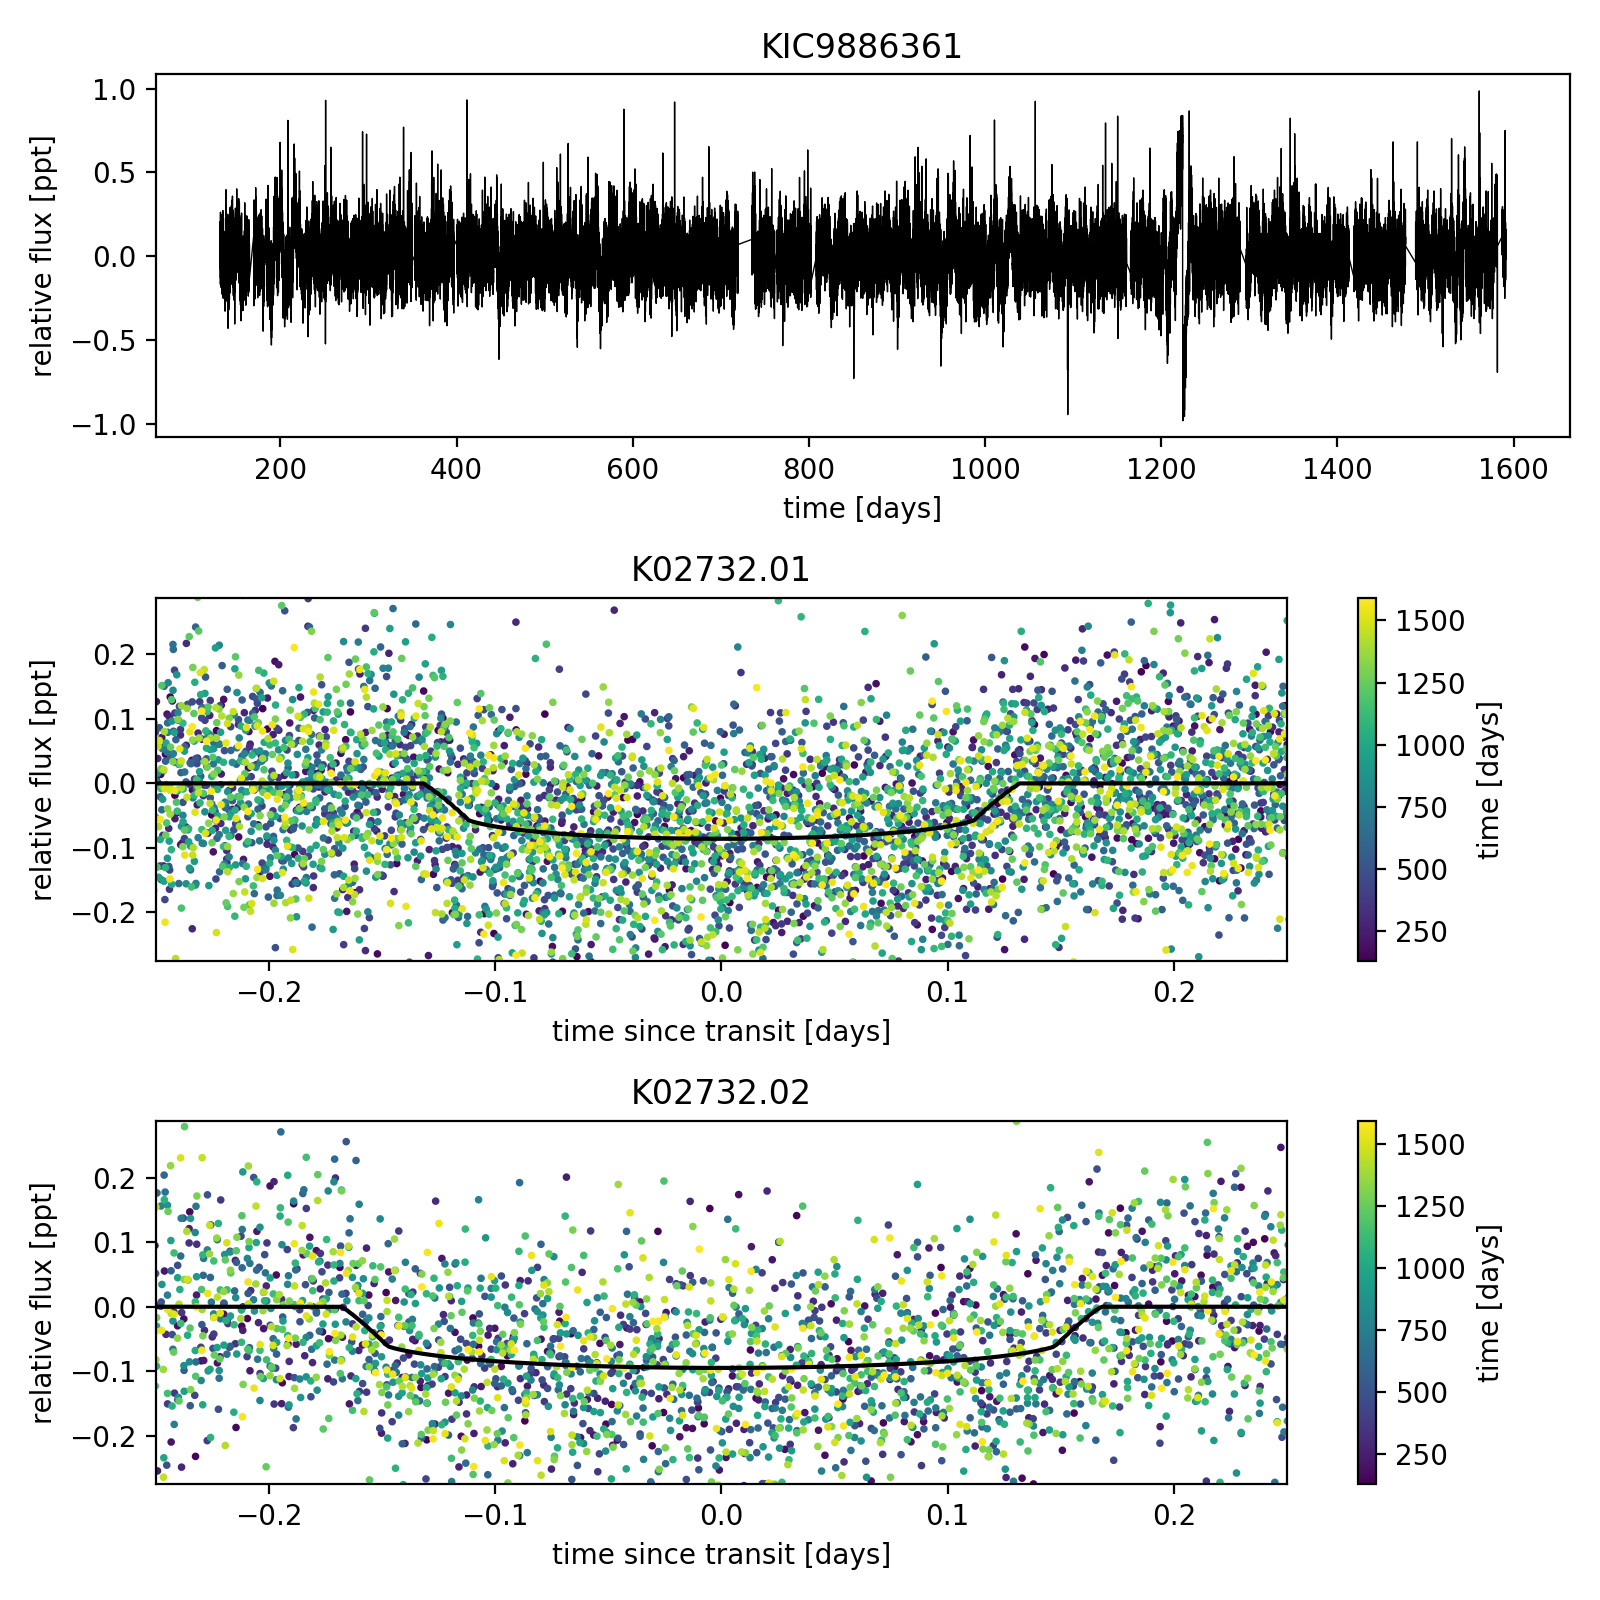 KIC9886361
1.0
0.5
0.0
−0.5
−1.0
relative flux [ppt]
200 400 600 800 1000 1200 1400 1600
time [days]
K02732.01
0.2
0.1
0.0
−0.1
−0.2
relative flux [ppt]
−0.2 −0.1 0.0 0.1 0.2
time since transit [days]
1500
1250
1000
750
500
250
time [days]
K02732.02
0.2
0.1
0.0
−0.1
−0.2
relative flux [ppt]
−0.2 −0.1 0.0 0.1 0.2
time since transit [days]
1500
1250
1000
750
500
250
time [days]